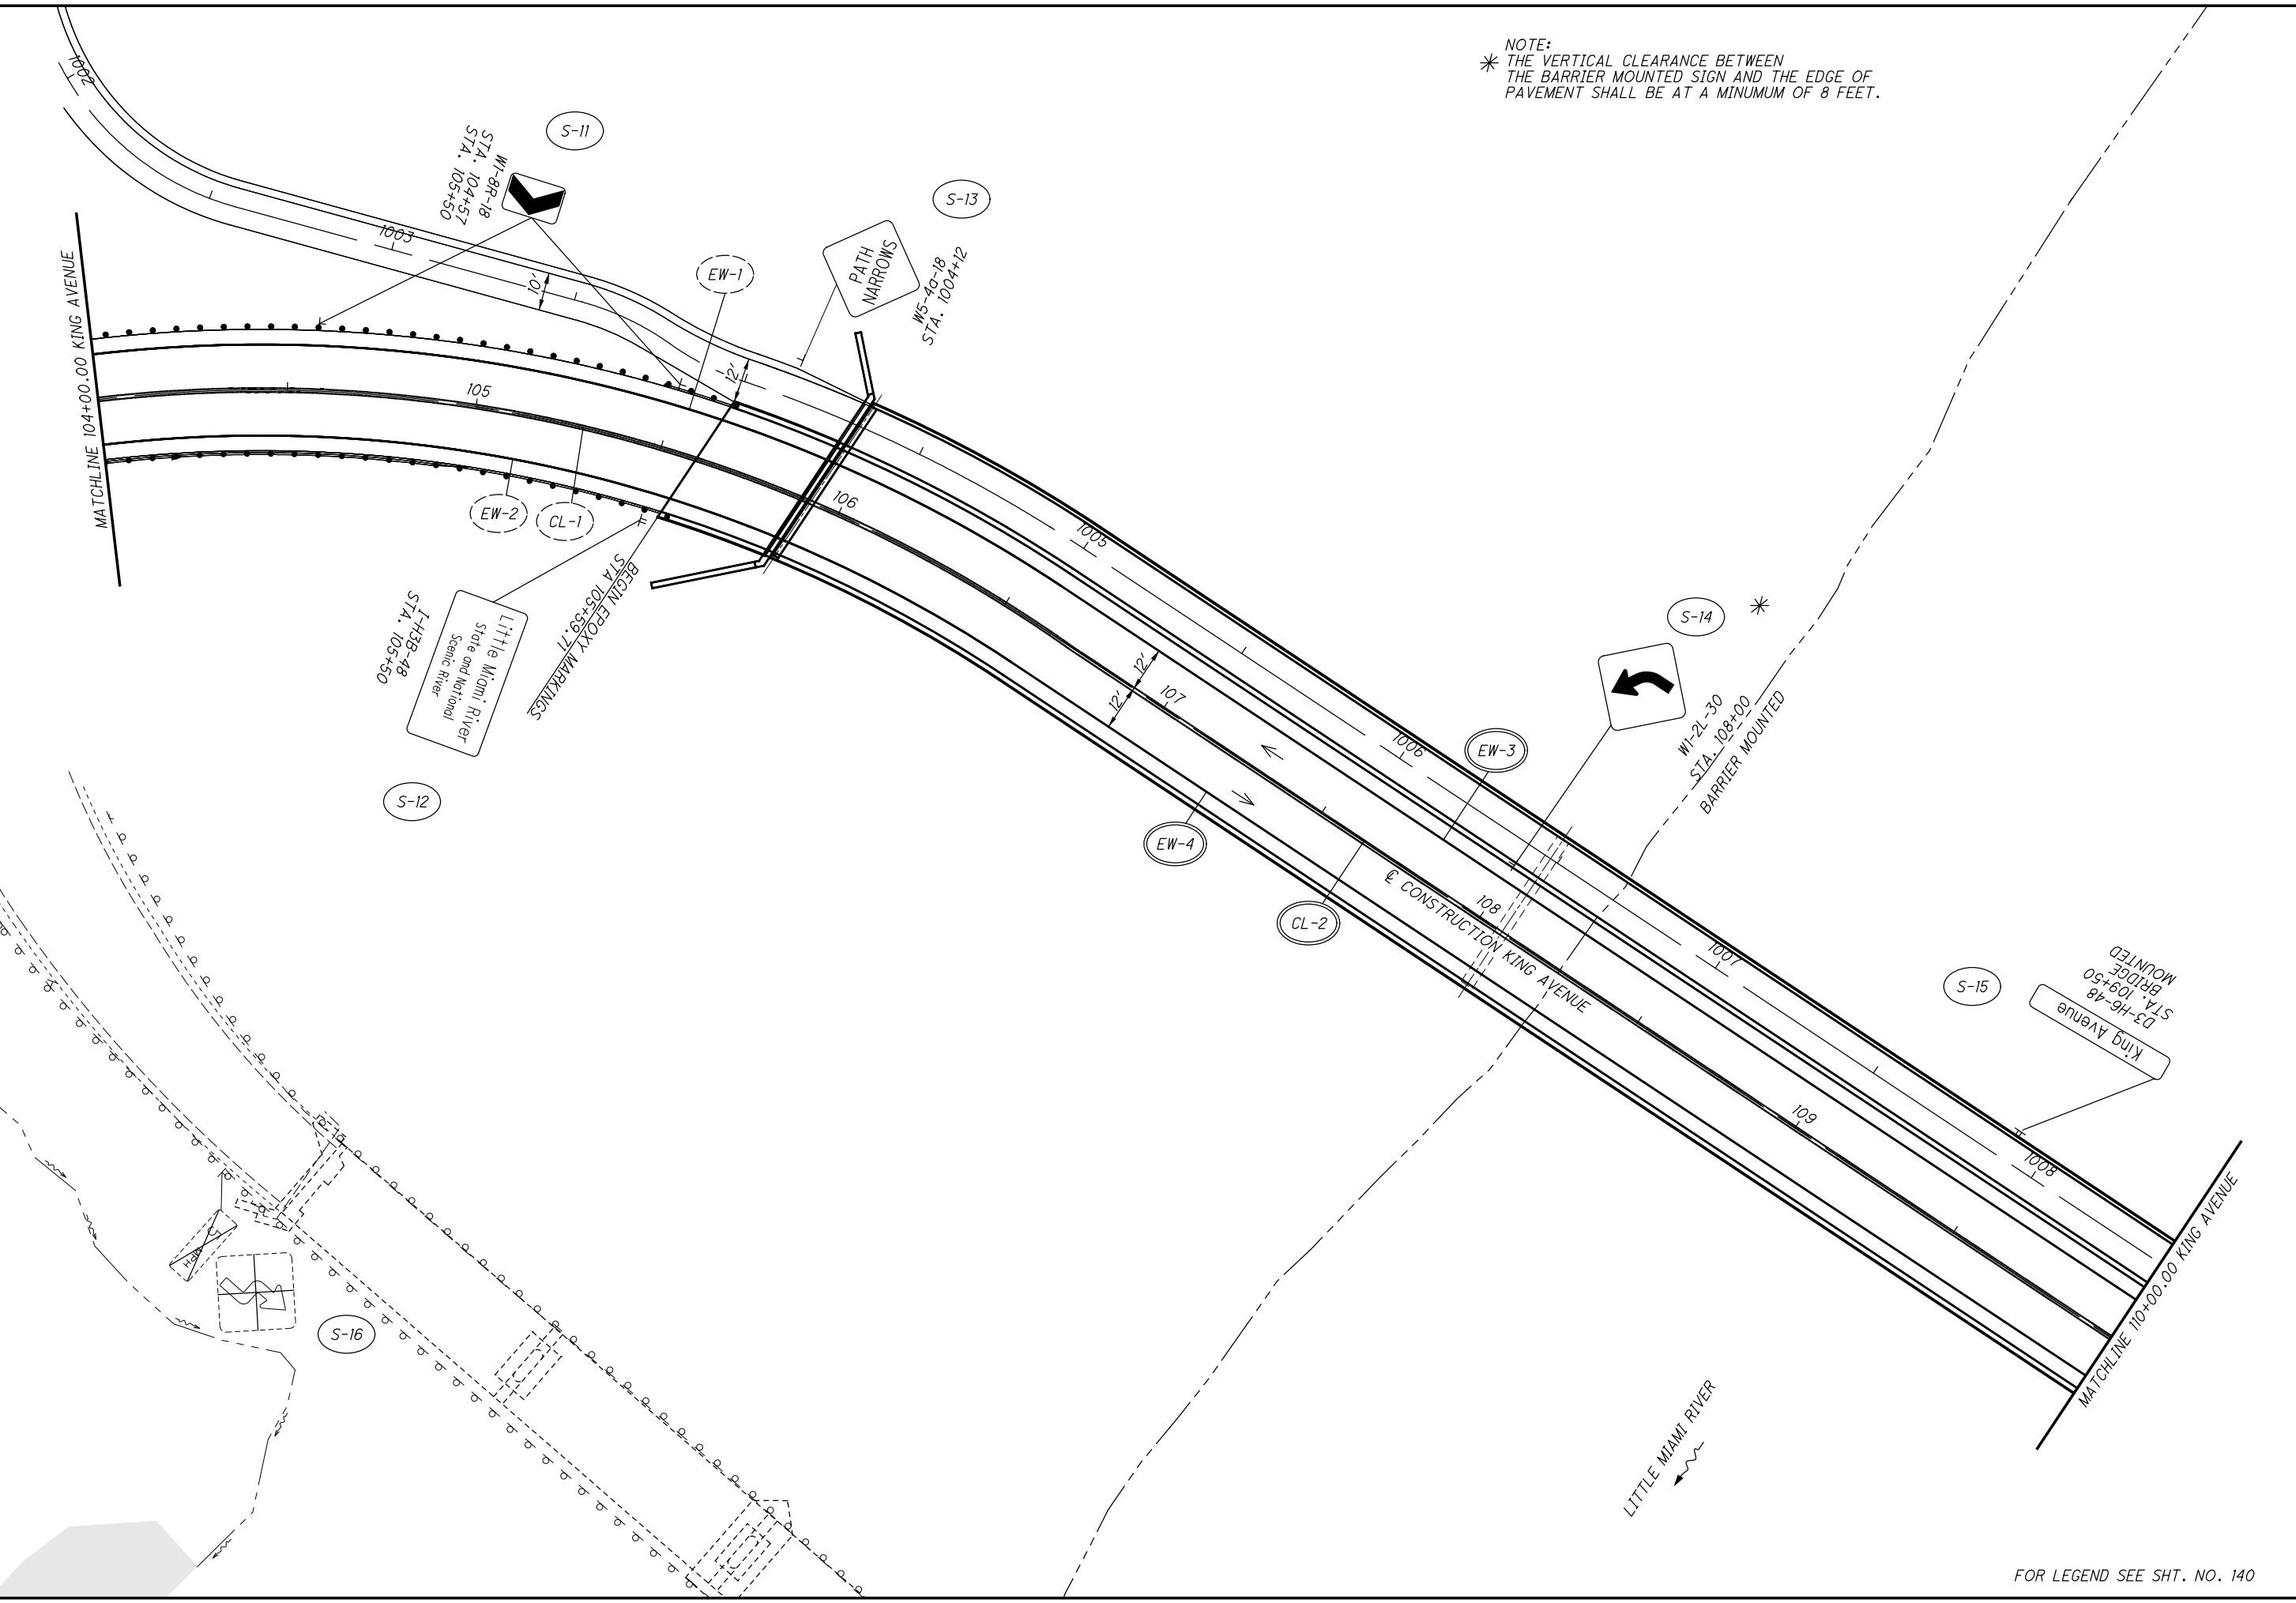 NOTE:
* THE VERTICAL CLEARANCE BETWEEN
THE BARRIER MOUNTED SIGN AND THE EDGE OF
PAVEMENT SHALL BE AT A MINUMUM OF 8 FEET.
1002
S-11
W1-8R-18
STA. 104+57
STA. 105+50
S-13
PATH
NARROWS
W5-4a-18
STA. 1004+12
1003
EW-1
10'
MATCHLINE 104+00.00 KING AVENUE
12'
105
106
EW-2
CL-1
1005
BEGIN EPOXY MARKINGS
STA 105+59.71
I-H3B-48
STA. 105+50
Little Miami River
State and National
Scenic River
S-12
S-14
*
W1-2L-30
STA. 108+00
BARRIER MOUNTED
12'
12'
107
1006
EW-3
EW-4
CL-2
℄ CONSTRUCTION KING AVENUE
108
1007
S-15
D3-H6-48
STA. 109+50
BRIDGE
MOUNTED
King Avenue
109
1008
MATCHLINE 110+00.00 KING AVENUE
S-16
LITTLE MIAMI RIVER
FOR LEGEND SEE SHT. NO. 140